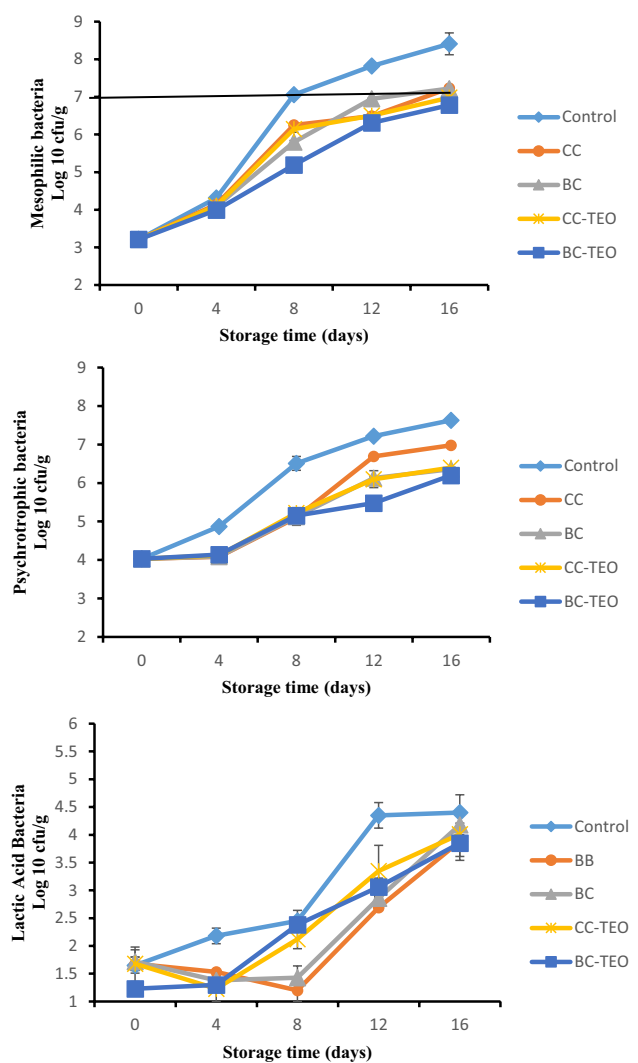 9
8
7
6
5
4
3
2
Mesophilic bacteria
Log 10 cfu/g
0 4 8 12 16
Storage time (days)
Control
CC
BC
CC-TEO
BC-TEO
9
8
7
6
5
4
3
2
Psychrotrophic bacteria
Log 10 cfu/g
0 4 8 12 16
Storage time (days)
Control
CC
BC
CC-TEO
BC-TEO
6
5.5
5
4.5
4
3.5
3
2.5
2
1.5
1
Lactic Acid Bacteria
Log 10 cfu/g
0 4 8 12 16
Storage time (days)
Control
BB
BC
CC-TEO
BC-TEO